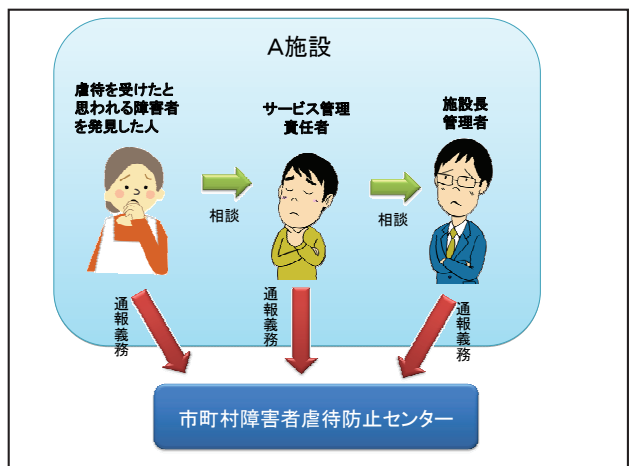 A施設
虐待を受けたと
思われる障害者
を発見した人
サービス管理
責任者
施設長
管理者
相談
相談
通報義務
通報義務
通報義務
市町村障害者虐待防止センター